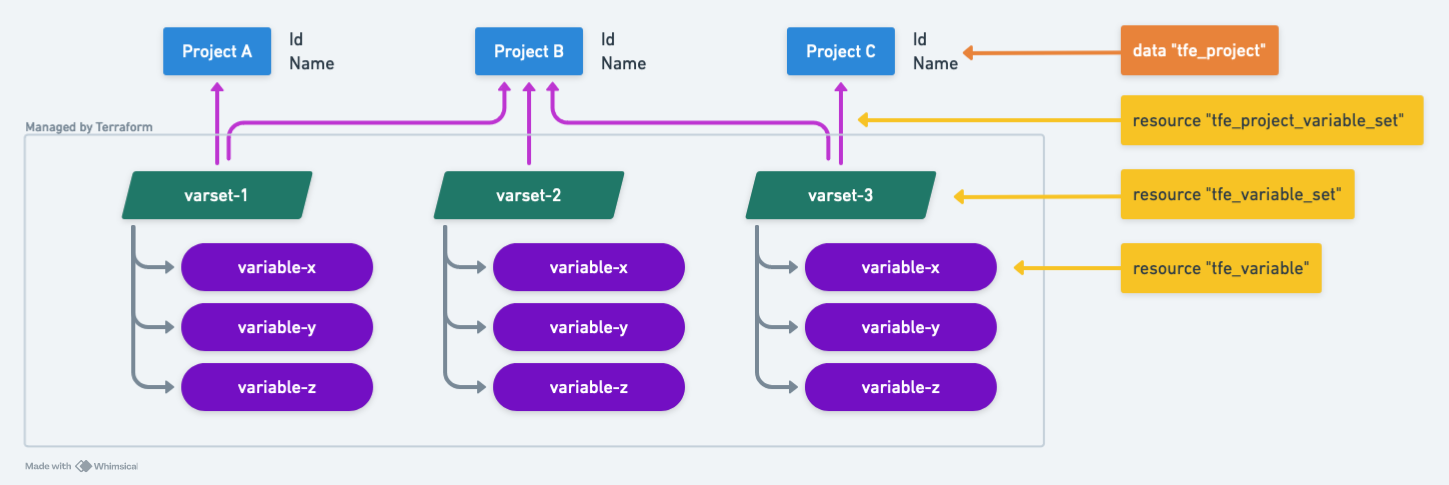 Project A
Id
Name
Project B
Id
Name
Project C
Id
Name
data "tfe_project"
resource "tfe_project_variable_set"
Managed by Terraform
varset-1
varset-2
varset-3
resource "tfe_variable_set"
variable-x
variable-x
variable-x
resource "tfe_variable"
variable-y
variable-y
variable-y
variable-z
variable-z
variable-z
Made with Whimsical